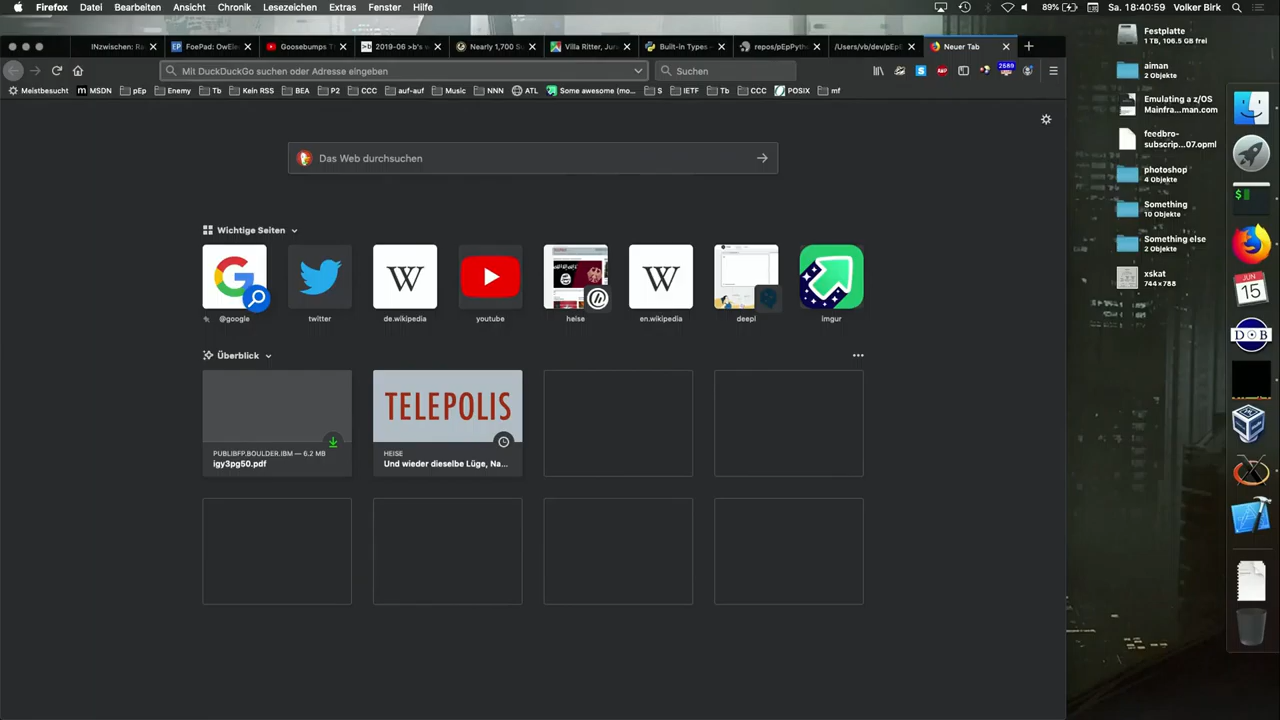 Firefox Datei Bearbeiten Ansicht Chronik Lesezeichen Extras Fenster Hilfe 89% Sa. 18:40:59 Volker Birk
INzwischen: Ra FoePad: OwEle Goosebumps Tr >b 2019-06 >b's w Nearly 1,700 Su Villa Ritter, Jur Built-in Types — repos/pEpPytho /Users/vb/dev/pEp Neuer Tab
Mit DuckDuckGo suchen oder Adresse eingeben Suchen 2689
Meistbesucht MSDN pEp Enemy Tb Kein RSS BEA P2 CCC auf-auf Music NNN ATL Some awesome (mo... S IETF Tb CCC POSIX mf
Das Web durchsuchen
Wichtige Seiten
@google twitter de.wikipedia youtube heise en.wikipedia deepl imgur
Überblick
TELEPOLIS
PUBLIBFP.BOULDER.IBM — 6.2 MB
igy3pg50.pdf
HEISE
Und wieder dieselbe Lüge, Na...
Festplatte
1 TB, 106.5 GB frei
aiman
2 Objekte
Emulating a z/OS
Mainfra...man.com
feedbro-
subscrip...07.opml
photoshop
4 Objekte
Something
10 Objekte
Something else
2 Objekte
xskat
744×788
JUN
15
DOB